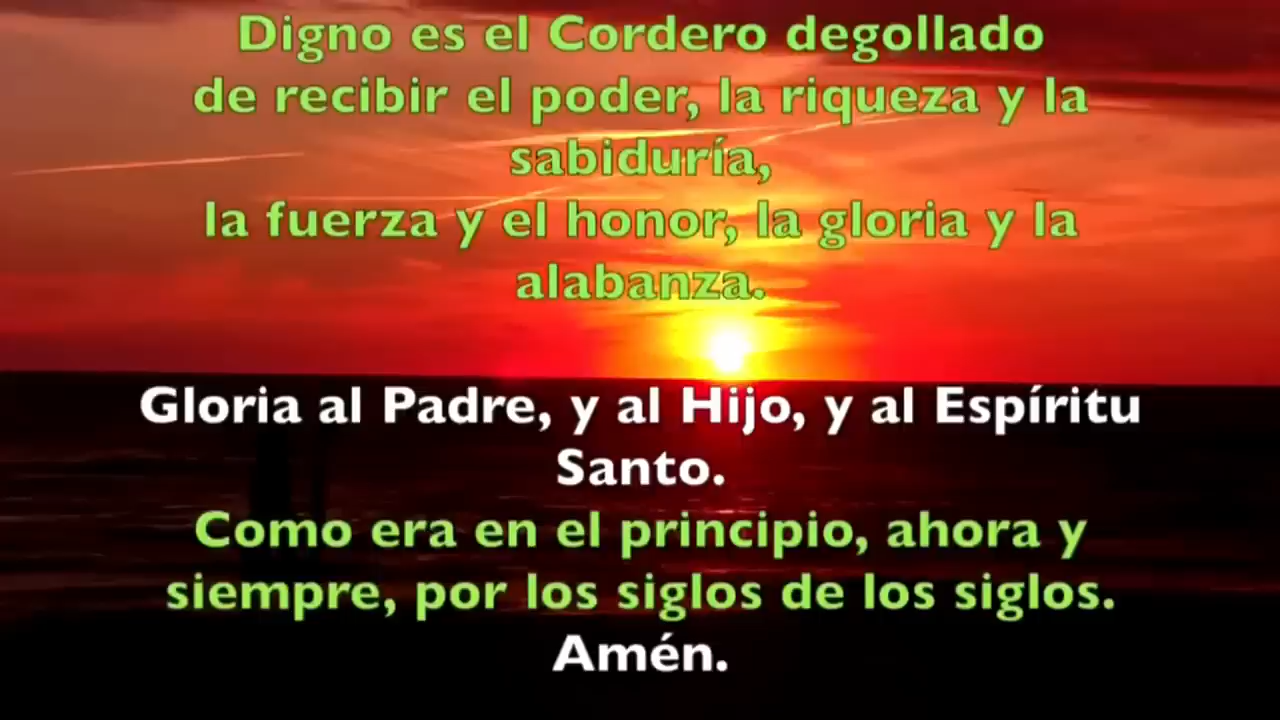 Digno es el Cordero degollado
de recibir el poder, la riqueza y la
sabiduría,
la fuerza y el honor, la gloria y la
alabanza.
Gloria al Padre, y al Hijo, y al Espíritu
Santo.
Como era en el principio, ahora y
siempre, por los siglos de los siglos.
Amén.